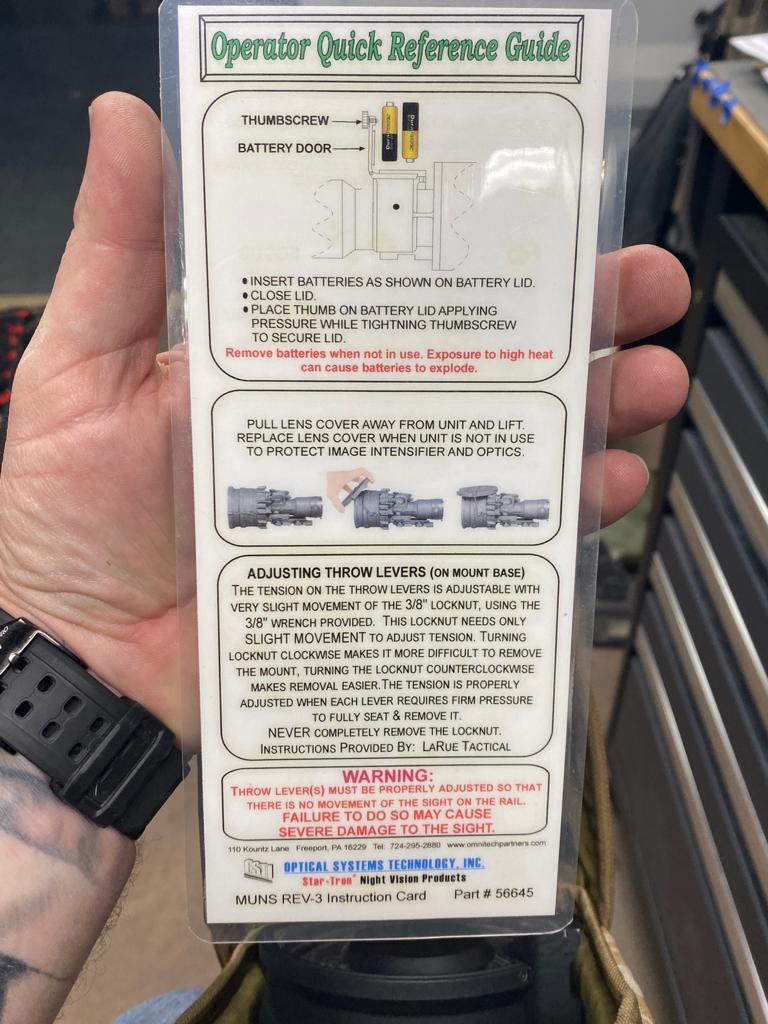 Operator Quick Reference Guide
THUMBSCREW
BATTERY DOOR
• INSERT BATTERIES AS SHOWN ON BATTERY LID.
• CLOSE LID.
• PLACE THUMB ON BATTERY LID APPLYING
PRESSURE WHILE TIGHTNING THUMBSCREW
TO SECURE LID.
Remove batteries when not in use. Exposure to high heat
can cause batteries to explode.
PULL LENS COVER AWAY FROM UNIT AND LIFT.
REPLACE LENS COVER WHEN UNIT IS NOT IN USE
TO PROTECT IMAGE INTENSIFIER AND OPTICS.
ADJUSTING THROW LEVERS (ON MOUNT BASE)
THE TENSION ON THE THROW LEVERS IS ADJUSTABLE WITH
VERY SLIGHT MOVEMENT OF THE 3/8" LOCKNUT, USING THE
3/8" WRENCH PROVIDED. THIS LOCKNUT NEEDS ONLY
SLIGHT MOVEMENT TO ADJUST TENSION. TURNING
LOCKNUT CLOCKWISE MAKES IT MORE DIFFICULT TO REMOVE
THE MOUNT, TURNING THE LOCKNUT COUNTERCLOCKWISE
MAKES REMOVAL EASIER.THE TENSION IS PROPERLY
ADJUSTED WHEN EACH LEVER REQUIRES FIRM PRESSURE
TO FULLY SEAT & REMOVE IT.
NEVER COMPLETELY REMOVE THE LOCKNUT.
INSTRUCTIONS PROVIDED BY: LARUE TACTICAL
WARNING:
THROW LEVER(S) MUST BE PROPERLY ADJUSTED SO THAT
THERE IS NO MOVEMENT OF THE SIGHT ON THE RAIL.
FAILURE TO DO SO MAY CAUSE
SEVERE DAMAGE TO THE SIGHT.
110 Kountz Lane Freeport, PA 16229 Tel: 724-295-2880 www.omnitechpartners.com
OSTI OPTICAL SYSTEMS TECHNOLOGY, INC.
Star-Tron® Night Vision Products
MUNS REV-3 Instruction Card Part # 56645